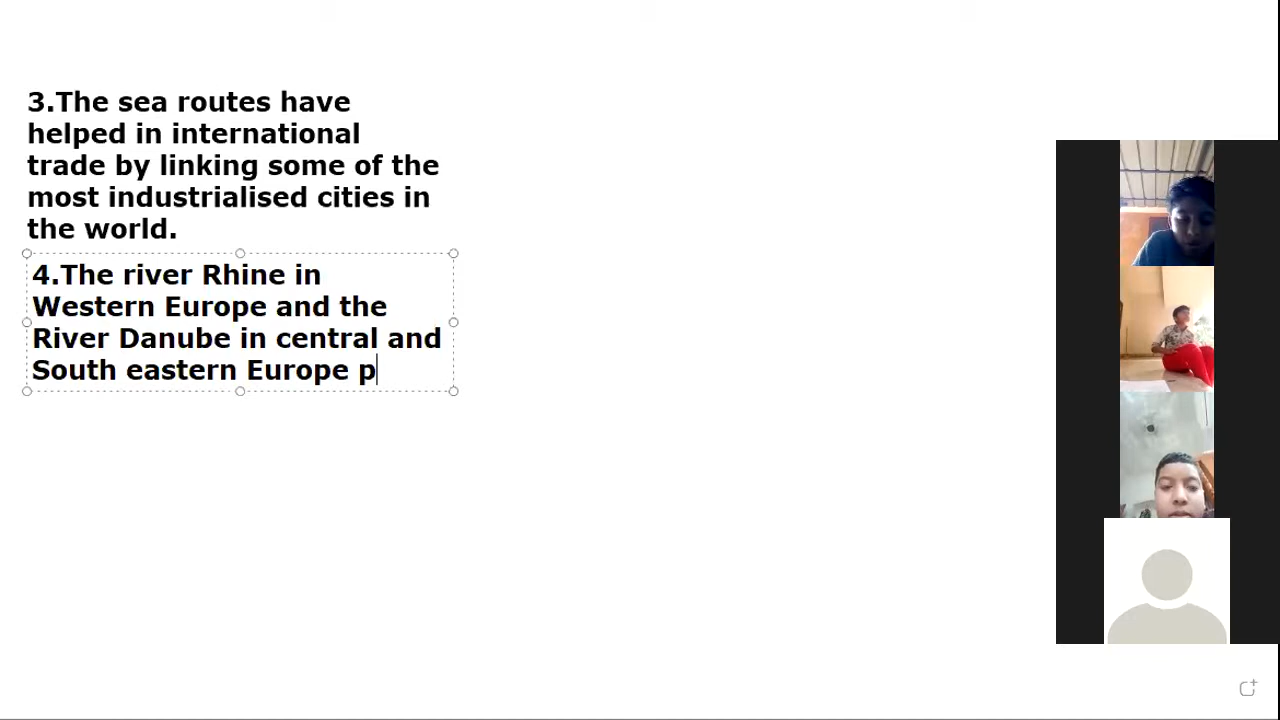 3.The sea routes have
helped in international
trade by linking some of the
most industrialised cities in
the world.
4.The river Rhine in
Western Europe and the
River Danube in central and
South eastern Europe p